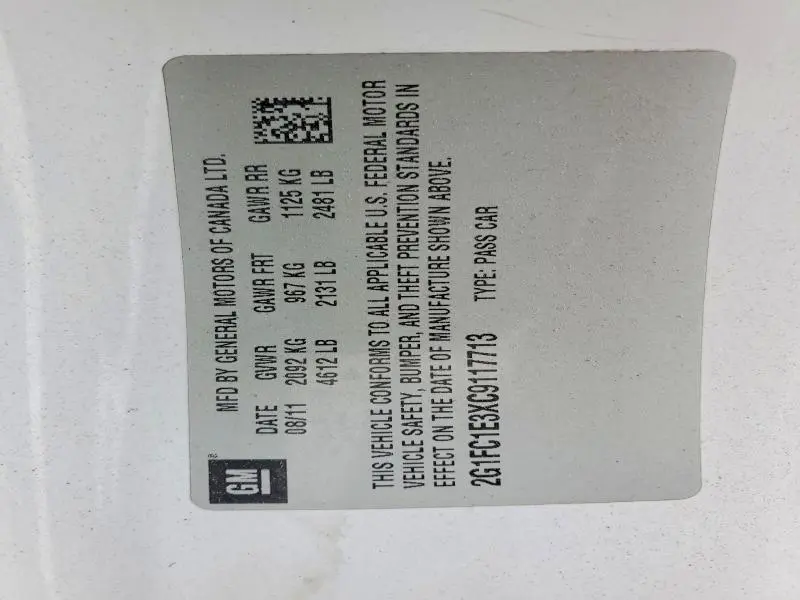 GM
MFD BY GENERAL MOTORS OF CANADA LTD.
DATE GVWR GAWR FRT GAWR RR
08/11 2092 KG 967 KG 1125 KG
4612 LB 2131 LB 2481 LB
THIS VEHICLE CONFORMS TO ALL APPLICABLE U.S. FEDERAL MOTOR
VEHICLE SAFETY, BUMPER, AND THEFT PREVENTION STANDARDS IN
EFFECT ON THE DATE OF MANUFACTURE SHOWN ABOVE.
2G1FC1E3XC9117713 TYPE: PASS CAR